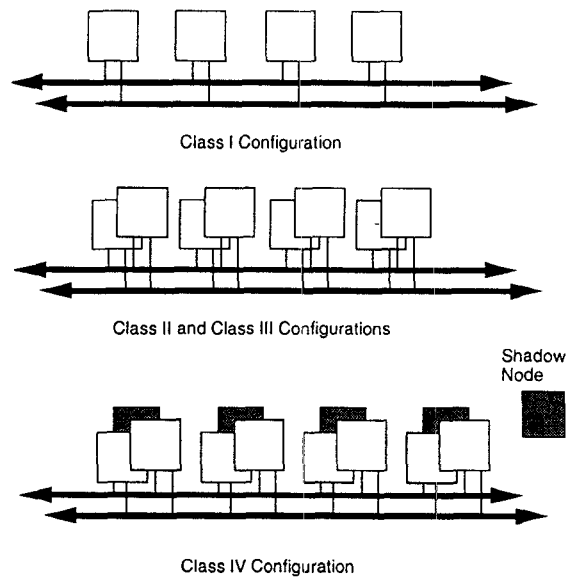 Class I Configuration
Class II and Class III Configurations
Shadow
Node
Class IV Configuration